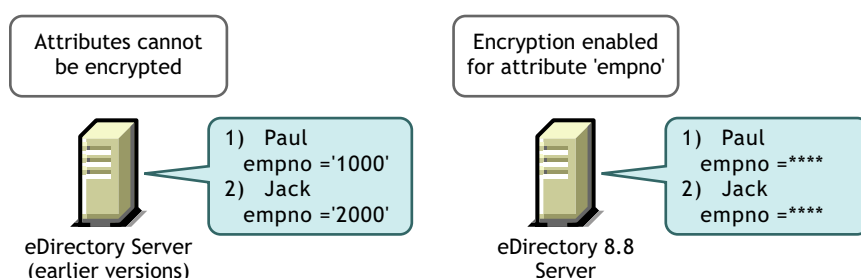 Attributes cannot
be encrypted
Encryption enabled
for attribute 'empno'
1) Paul
empno ='1000'
2) Jack
empno ='2000'
1) Paul
empno =****
2) Jack
empno =****
eDirectory Server
(earlier versions)
eDirectory 8.8
Server